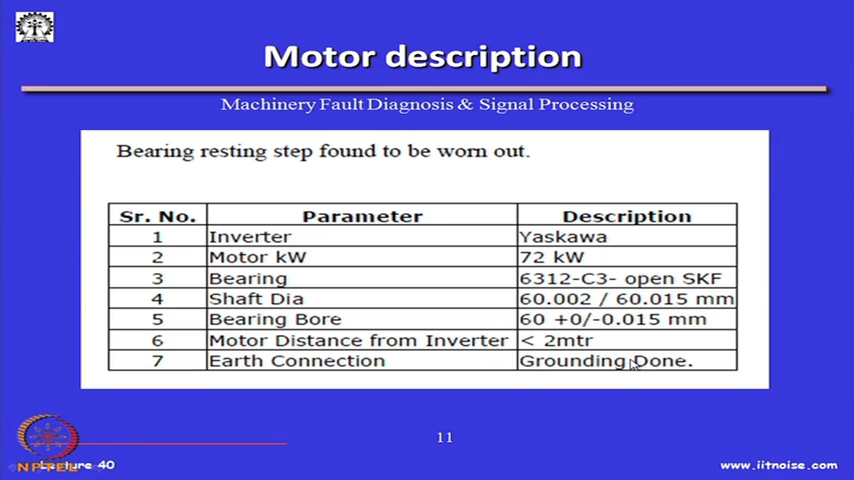 Motor description
Machinery Fault Diagnosis & Signal Processing
Bearing resting step found to be worn out.
Sr. No. Parameter Description
1 Inverter Yaskawa
2 Motor kW 72 kW
3 Bearing 6312-C3- open SKF
4 Shaft Dia 60.002 / 60.015 mm
5 Bearing Bore 60 +0/-0.015 mm
6 Motor Distance from Inverter < 2mtr
7 Earth Connection Grounding Done.
11
NPTEL Lecture 40 www.iitnoise.com